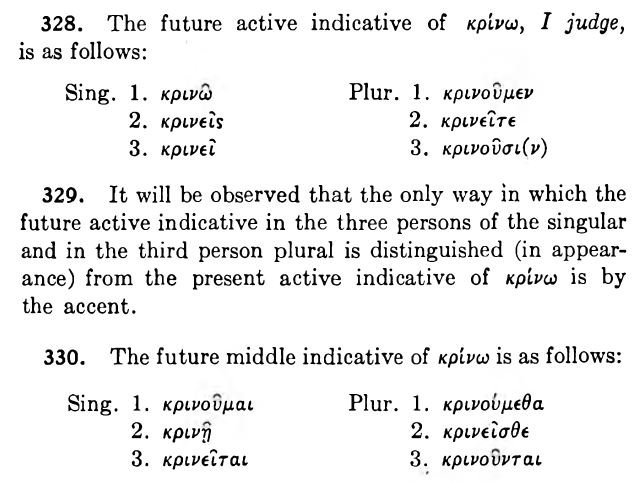 328. The future active indicative of κρίνω, I judge,
is as follows:
Sing. 1. κρινῶ Plur. 1. κρινοῦμεν
2. κρινεῖς 2. κρινεῖτε
3. κρινεῖ 3. κρινοῦσι(ν)
329. It will be observed that the only way in which the
future active indicative in the three persons of the singular
and in the third person plural is distinguished (in appear-
ance) from the present active indicative of κρίνω is by
the accent.
330. The future middle indicative of κρίνω is as follows:
Sing. 1. κρινοῦμαι Plur. 1. κρινούμεθα
2. κρινῇ 2. κρινεῖσθε
3. κρινεῖται 3. κρινοῦνται